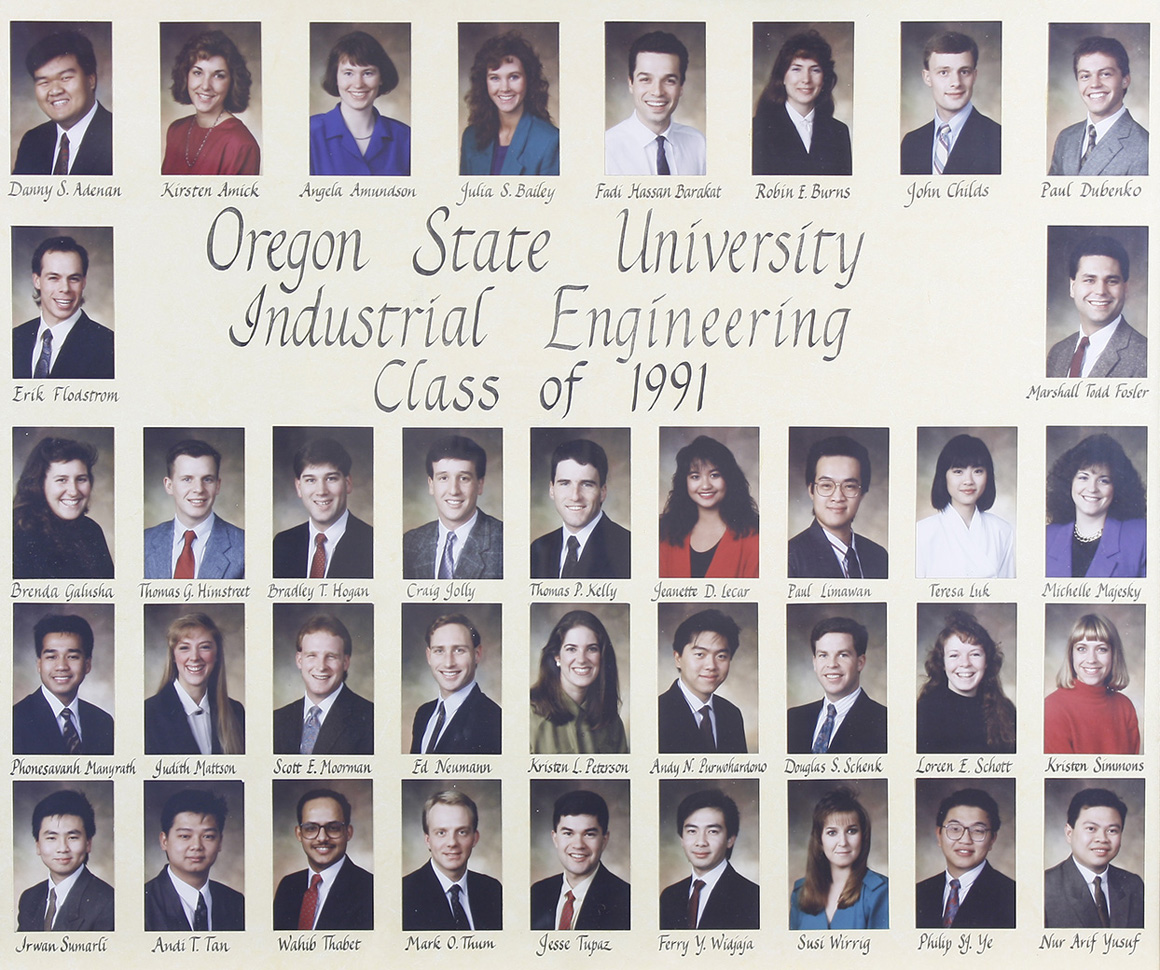 Danny S. Adenan Kirsten Amick Angela Amundson Julia S. Bailey Fadi Hassan Barakat Robin E. Burns John Childs Paul Dubenko
Oregon State University
Industrial Engineering
Class of 1991
Erik Flodstrom Marshall Todd Fosler
Brenda Galusha Thomas G. Himstreet Bradley T. Hogan Craig Jolly Thomas P. Kelly Jeanette D. Lecar Paul Limawan Teresa Luk Michelle Majesky
Phonesavanh Manyrath Judith Mattson Scott E. Moorman Ed Neumann Kristen L. Peterson Andy N. Purwohardono Douglas S. Schenk Loreen E. Schott Kristen Simmons
Irwan Sumarli Andi T. Tan Wahib Thabet Mark O. Thum Jesse Tupaz Ferry Y. Widjaja Susi Wirrig Philip SJ. Ye Nur Arif Yusuf